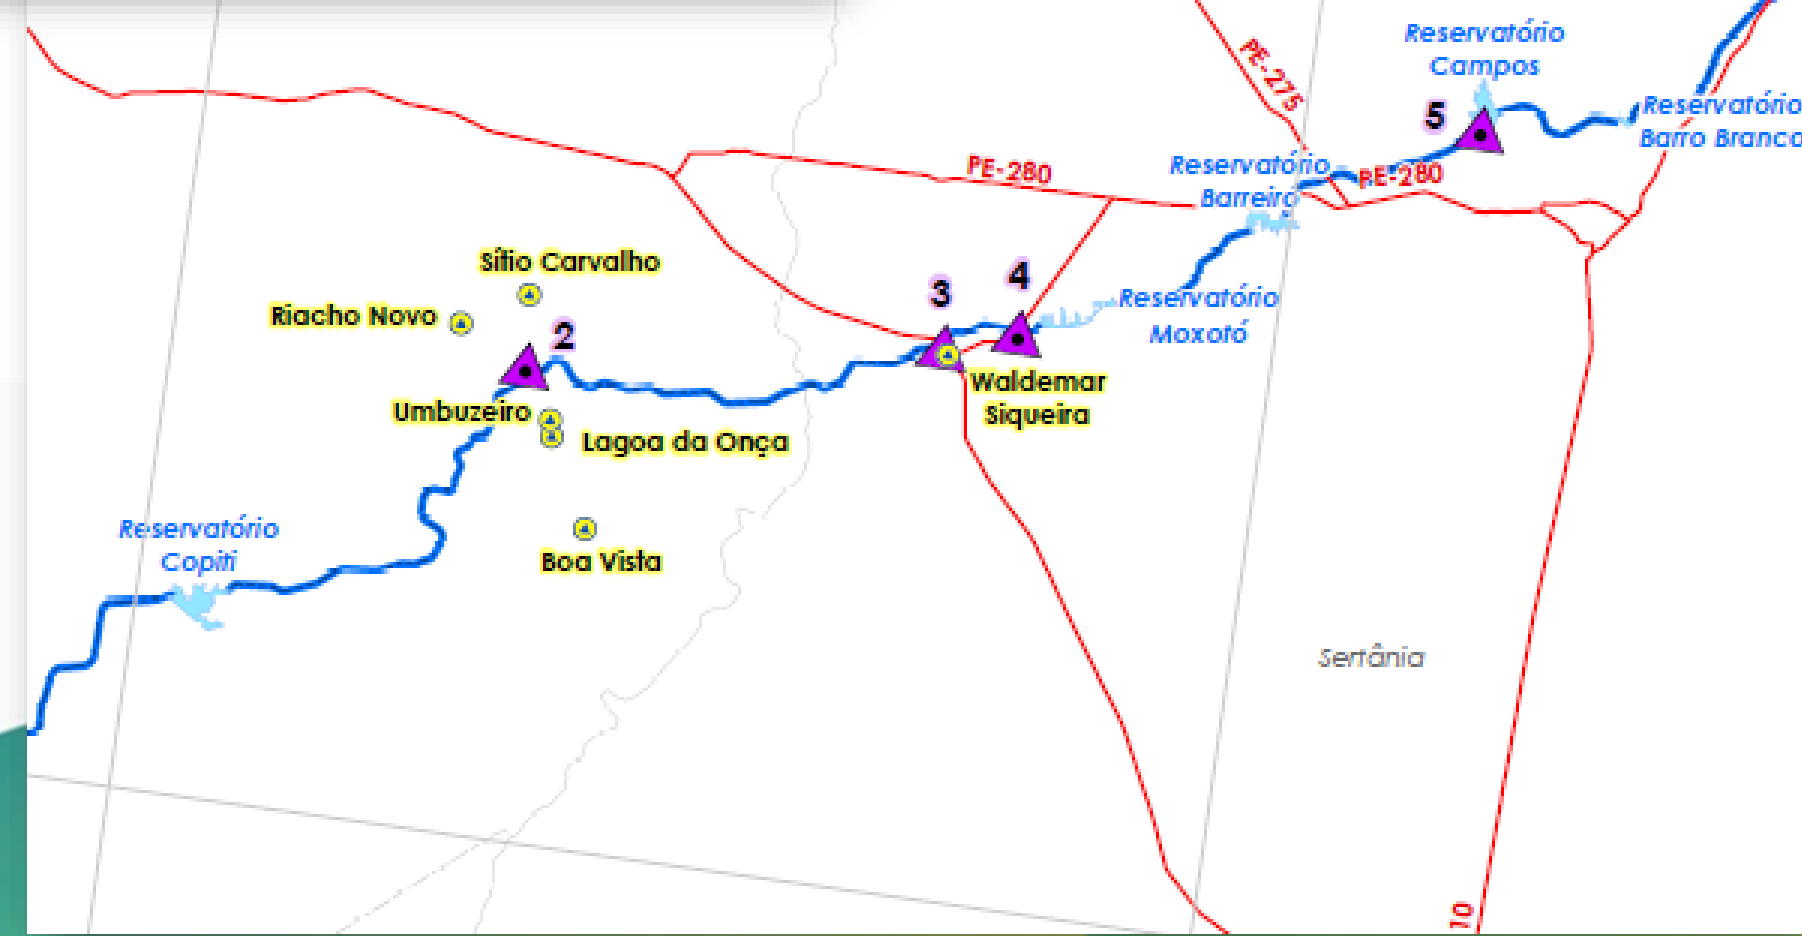 Reservatório
Campos
PE-275
5
Reservatório
Barro Branco
PE-280
Reservatório
Barreiro
PE-280
Sítio Carvalho
Riacho Novo
2
3
4
Reservatório
Moxotó
Waldemar
Siqueira
Umbuzeiro
Lagoa da Onça
Reservatório
Copiti
Boa Vista
Sertânia
10